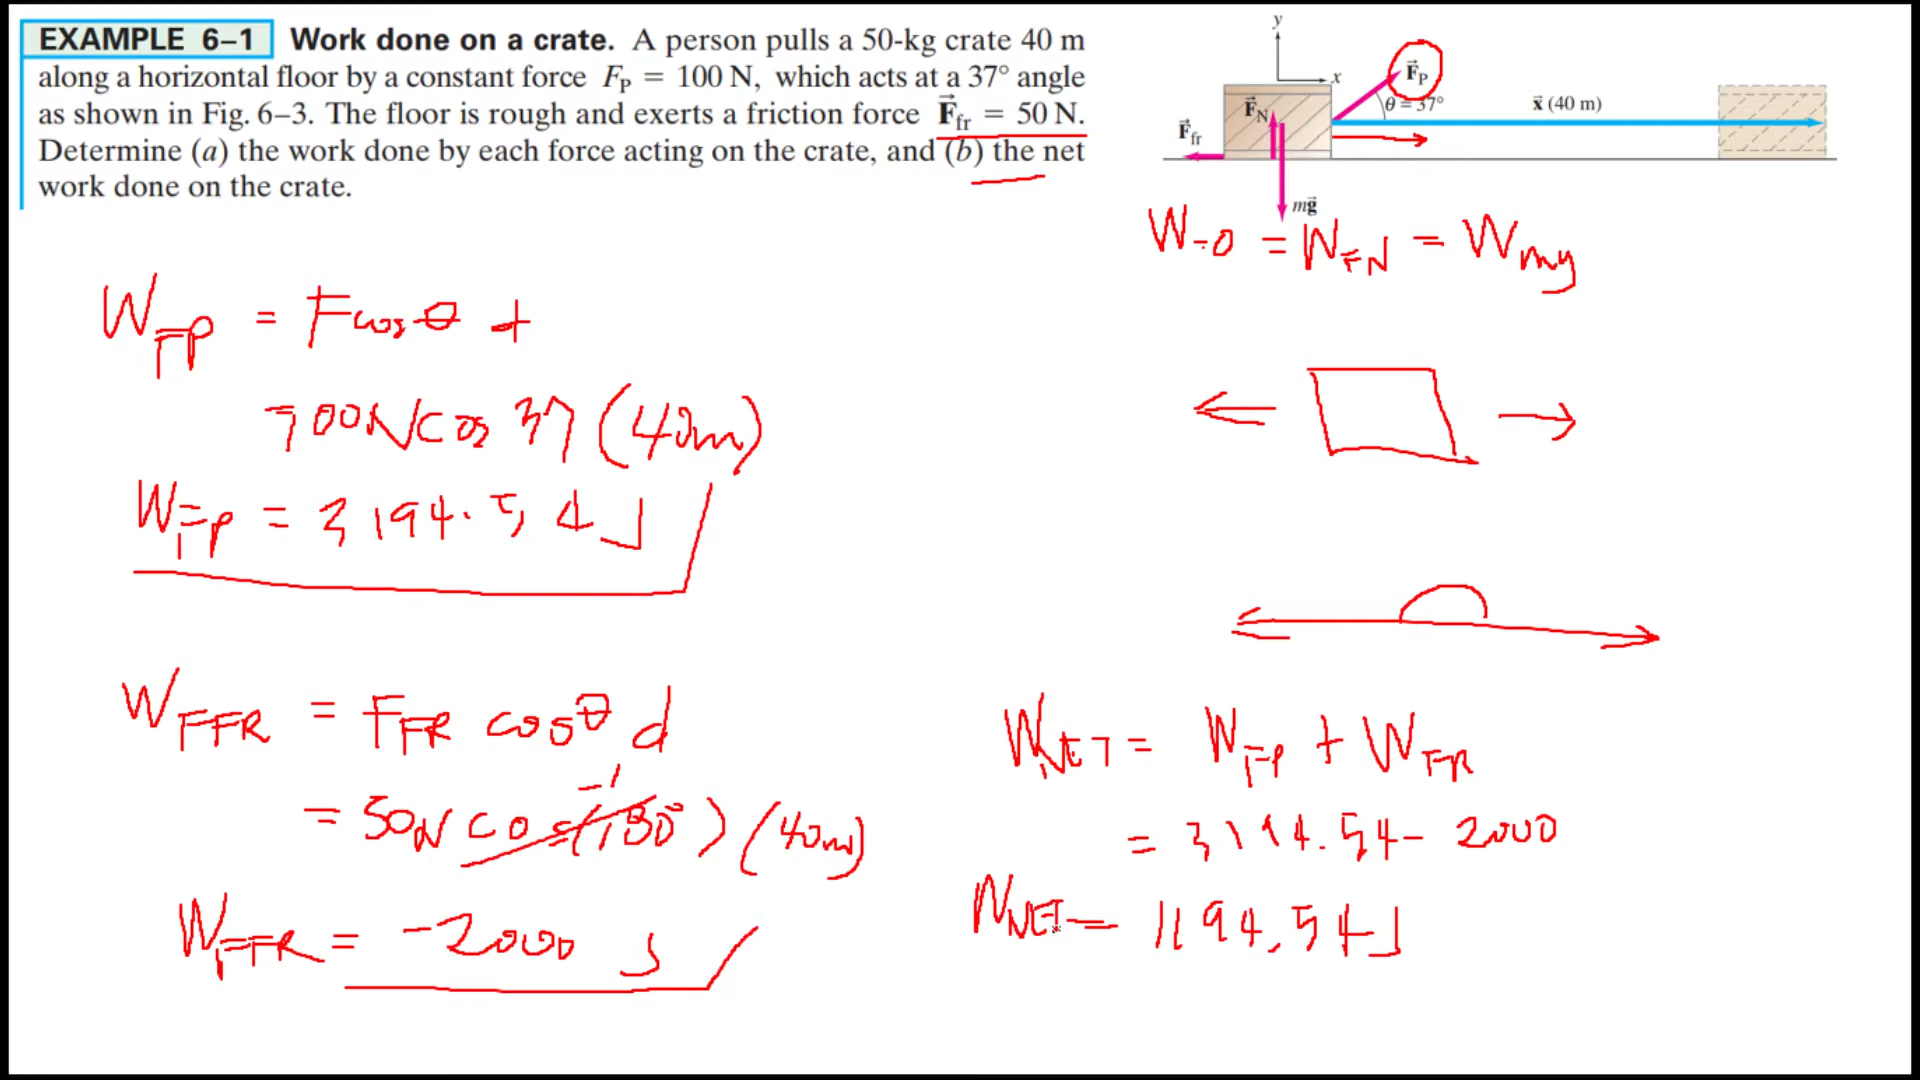 EXAMPLE 6–1 Work done on a crate. A person pulls a 50-kg crate 40 m
along a horizontal floor by a constant force F_P = 100 N, which acts at a 37° angle
as shown in Fig. 6–3. The floor is rough and exerts a friction force F⃗_fr = 50 N.
Determine (a) the work done by each force acting on the crate, and (b) the net
work done on the crate.
y
x
F⃗_P
θ = 37°
x⃗ (40 m)
F⃗_N
F⃗_fr
mg⃗
W=0 = W_FN = W_mg
W_FP = F cos θ d
=100N cos 37 (40m)
W_FP = 3194.54 J
W_FFR = F_FR cos θ d
-1
= 50N cos(180°) (40m)
W_FFR = -2000 J
W_NET = W_FP + W_FR
= 3194.54 - 2000
W_NET = 1194.54 J